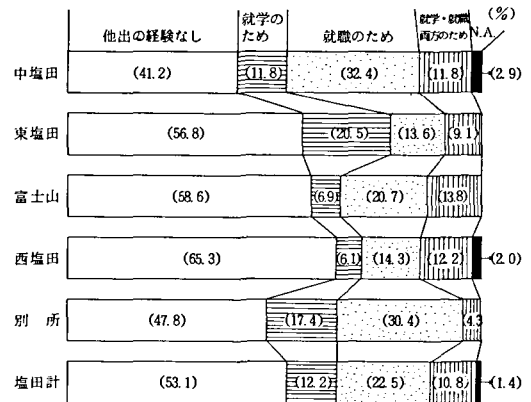 (%)
他出の経験なし 就学のため 就職のため 就学・就職両方のため N.A.
中塩田 (41.2) (11.8) (32.4) (11.8) (2.9)
東塩田 (56.8) (20.5) (13.6) (9.1)
富士山 (58.6) (6.9) (20.7) (13.8)
西塩田 (65.3) (6.1) (14.3) (12.2) (2.0)
別所 (47.8) (17.4) (30.4) (4.3
塩田計 (53.1) (12.2) (22.5) (10.8) (1.4)